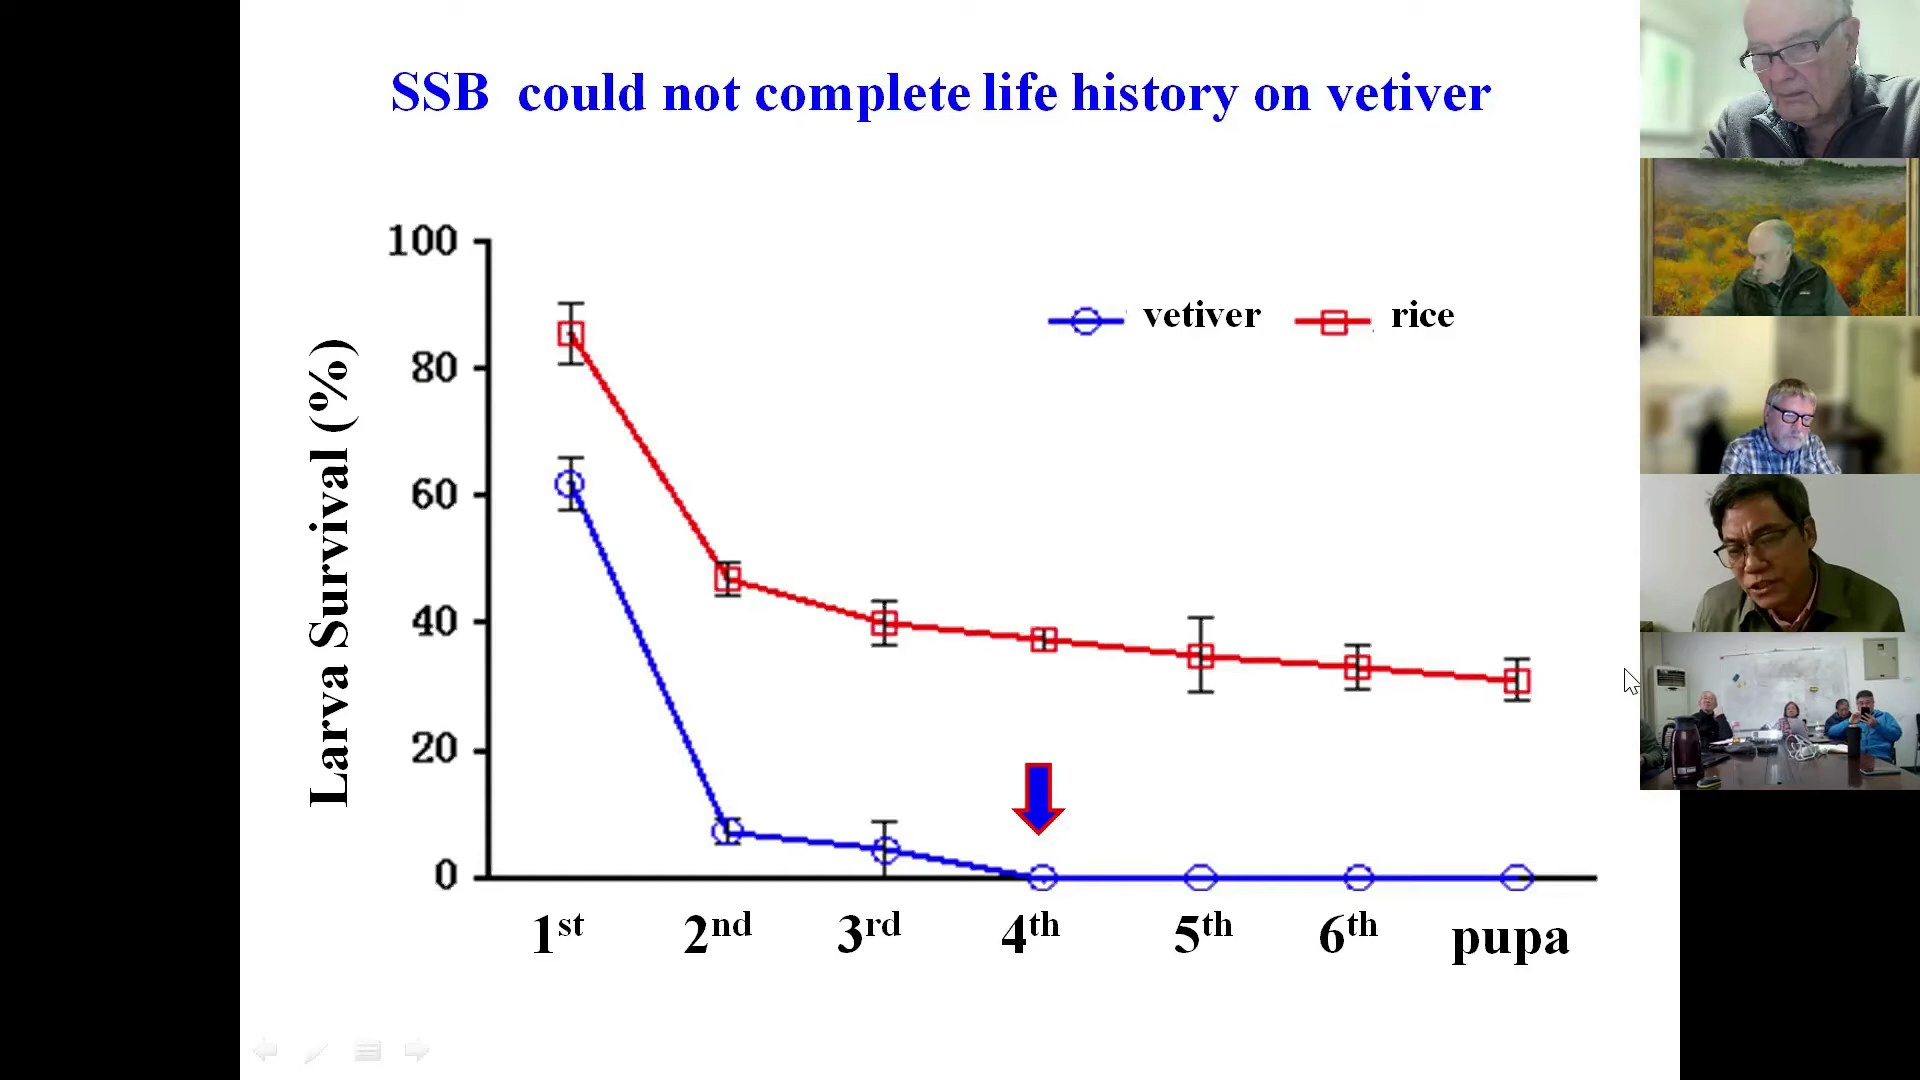 SSB could not complete life history on vetiver
100
80
60
40
20
0
Larva Survival (%)
vetiver
rice
1st
2nd
3rd
4th
5th
6th
pupa